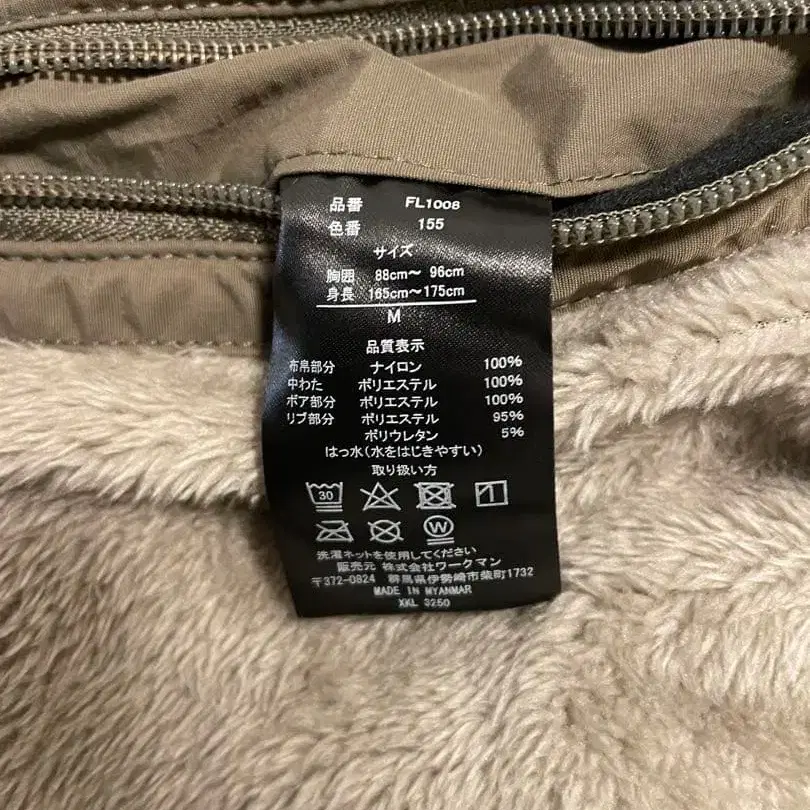 品番 FL1008
色番 155
サイズ
胸囲 88cm〜 96cm
身長 165cm〜175cm
M
品質表示
布帛部分 ナイロン 100%
中わた ポリエステル 100%
ボア部分 ポリエステル 100%
リブ部分 ポリエステル 95%
ポリウレタン 5%
はっ水(水をはじきやすい)
取り扱い方
30
W
洗濯ネットを使用してください
販売元 株式会社ワークマン
〒372-0824 群馬県伊勢崎市柴町1732
MADE IN MYANMAR
XKL 3250